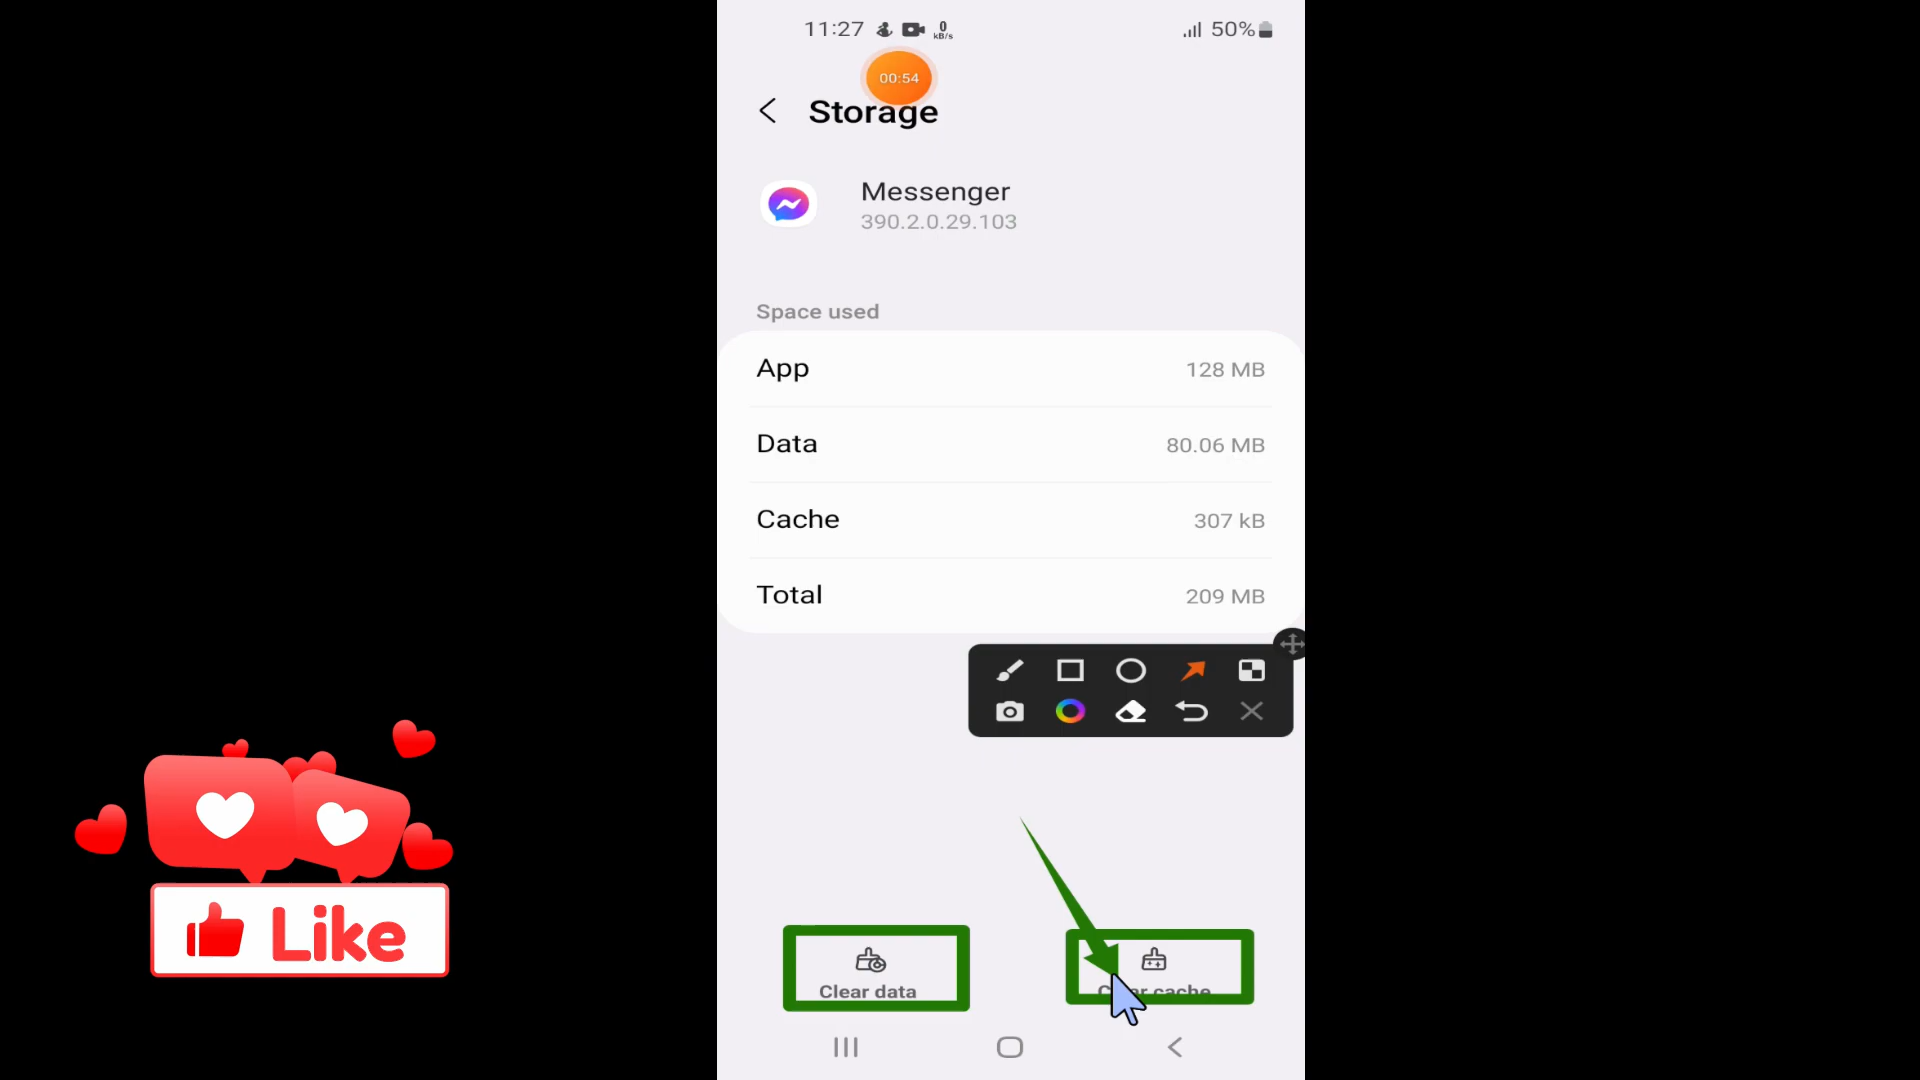 11:27 0 kB/s 50%
00:54
Storage
Messenger
390.2.0.29.103
Space used
App 128 MB
Data 80.06 MB
Cache 307 kB
Total 209 MB
Like
Clear data
Clear cache